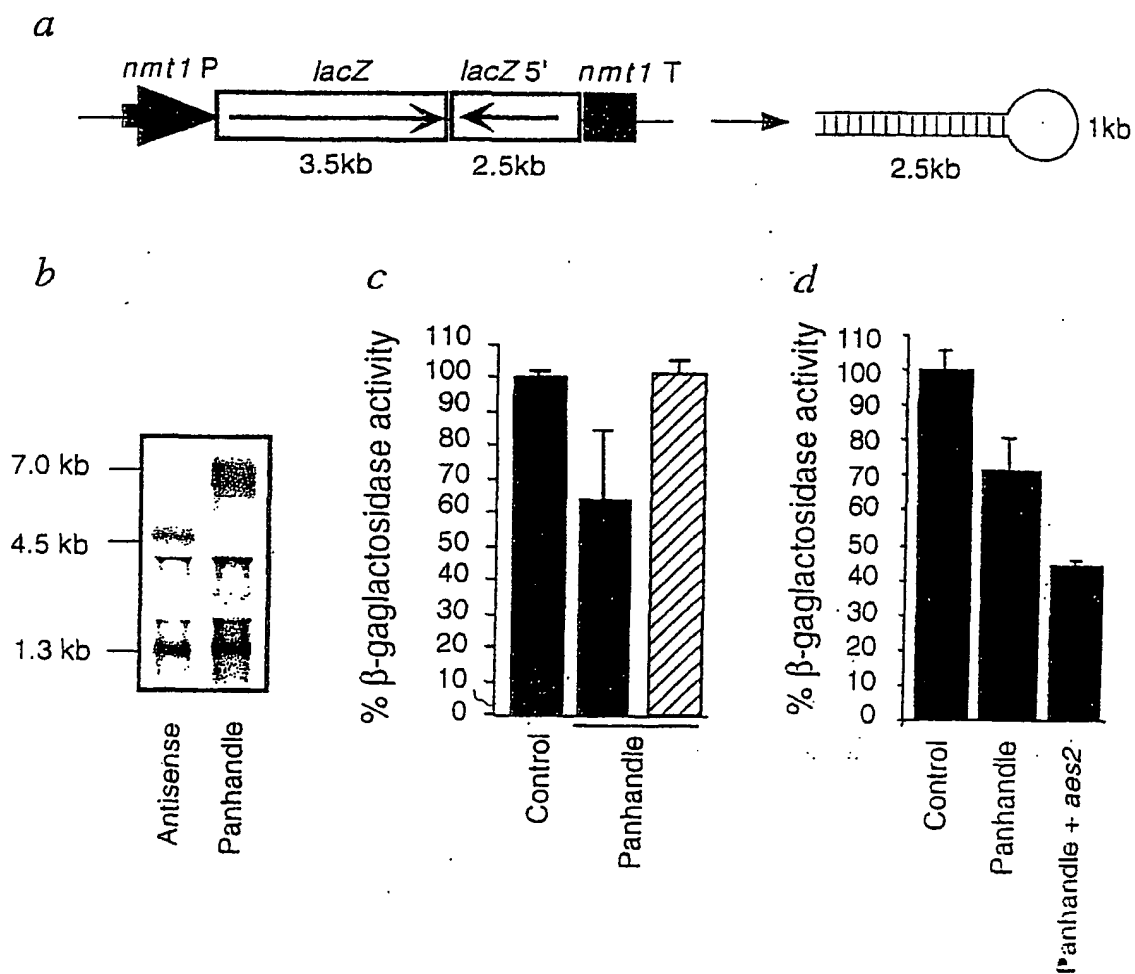 a
nmt1 P lacZ lacZ 5' nmt1 T
3.5kb 2.5kb
2.5kb
1kb
b
7.0 kb
4.5 kb
1.3 kb
Antisense
Panhandle
c
% β-gaglactosidase activity
110
100
90
80
70
60
50
40
30
20
10
0
Control
Panhandle
d
% β-gaglactosidase activity
110
100
90
80
70
60
50
40
30
20
10
0
Control
Panhandle
Panhandle + aes2